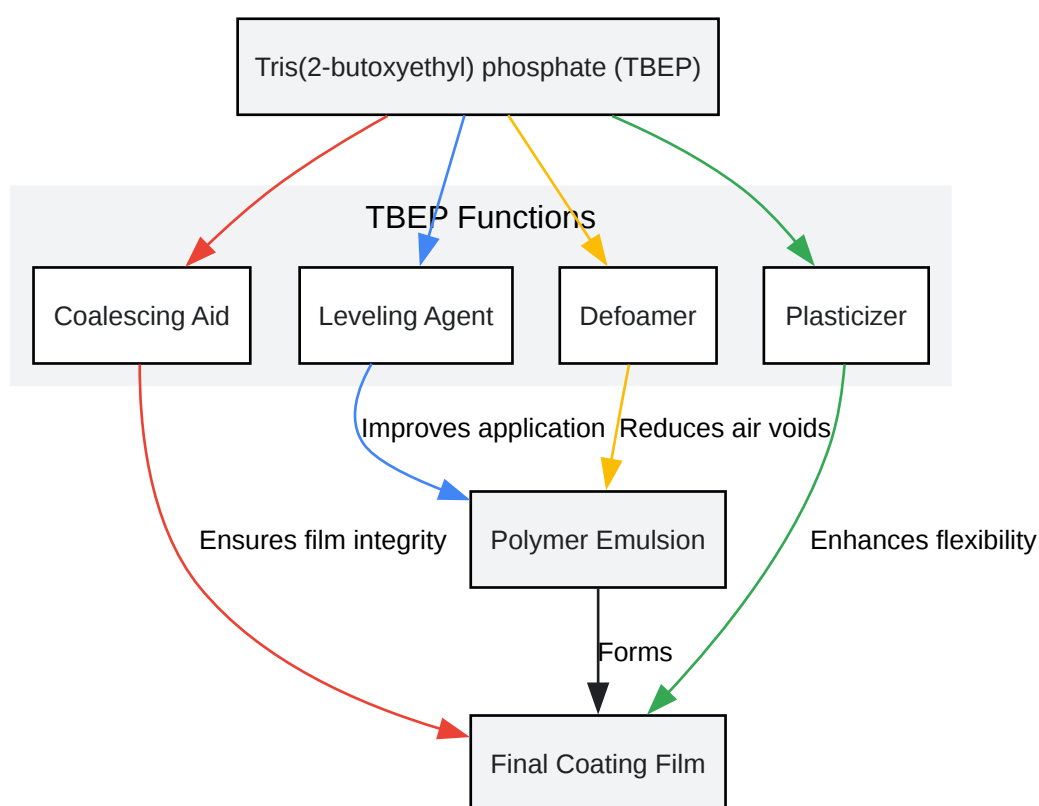 Tris(2-butoxyethyl) phosphate (TBEP)
TBEP Functions
Coalescing Aid
Leveling Agent
Defoamer
Plasticizer
Improves application
Reduces air voids
Ensures film integrity
Polymer Emulsion
Enhances flexibility
Forms
Final Coating Film